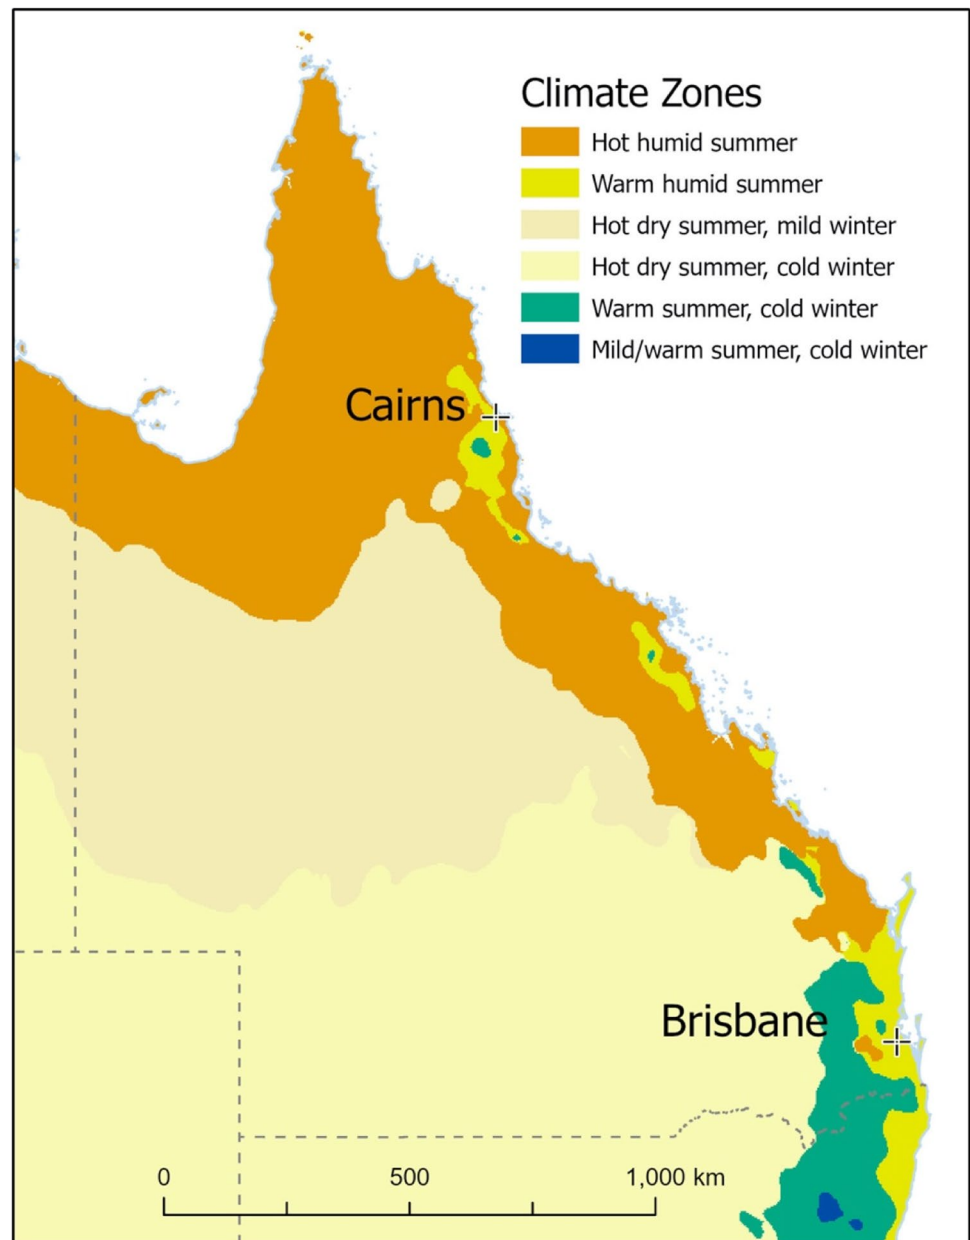 Climate Zones
Hot humid summer
Warm humid summer
Hot dry summer, mild winter
Hot dry summer, cold winter
Warm summer, cold winter
Mild/warm summer, cold winter
Cairns
Brisbane
0 500 1,000 km